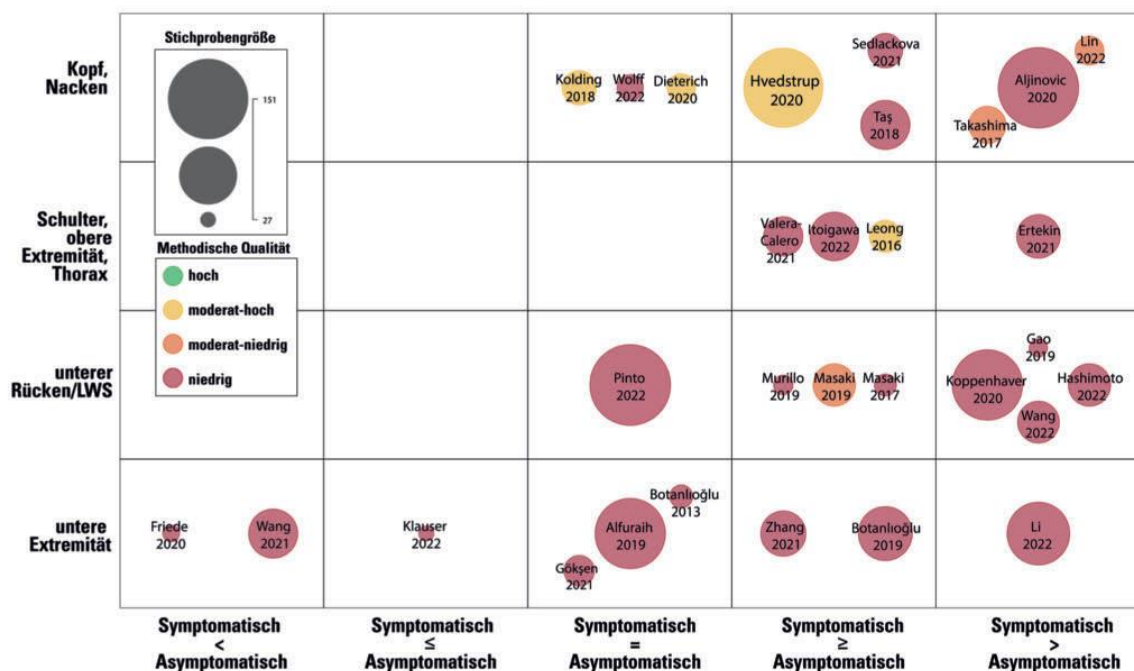 Kopf,
Nacken
Stichprobengröße
151
27
Kolding
2018
Wolff
2022
Dieterich
2020
Hvedstrup
2020
Sedlackova
2021
Taş
2018
Lin
2022
Aljinovic
2020
Takashima
2017
Schulter,
obere
Extremität,
Thorax
Methodische Qualität
hoch
moderat-hoch
moderat-niedrig
niedrig
Valera-
Calero
2021
Itoigawa
2022
Leong
2016
Ertekin
2021
unterer
Rücken/LWS
Pinto
2022
Murillo
2019
Masaki
2019
Masaki
2017
Gao
2019
Koppenhaver
2020
Hashimoto
2022
Wang
2022
untere
Extremität
Friede
2020
Wang
2021
Klauser
2022
Botanlıoğlu
2013
Alfuraih
2019
Gökşen
2021
Zhang
2021
Botanlıoğlu
2019
Li
2022
Symptomatisch
<
Asymptomatisch
Symptomatisch
≤
Asymptomatisch
Symptomatisch
=
Asymptomatisch
Symptomatisch
≥
Asymptomatisch
Symptomatisch
>
Asymptomatisch